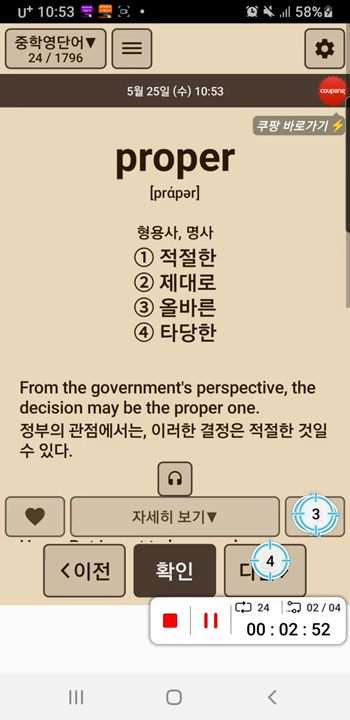 U+ 10:53 58%
중학영단어▼
24 / 1796
5월 25일 (수) 10:53
coupang
쿠팡 바로가기⚡
proper
[prápər]
형용사, 명사
① 적절한
② 제대로
③ 올바른
④ 타당한
From the government's perspective, the
decision may be the proper one.
정부의 관점에서는, 이러한 결정은 적절한 것일
수 있다.
자세히 보기▼
3
<이전
확인
4
24
02 / 04
00 : 02 : 52